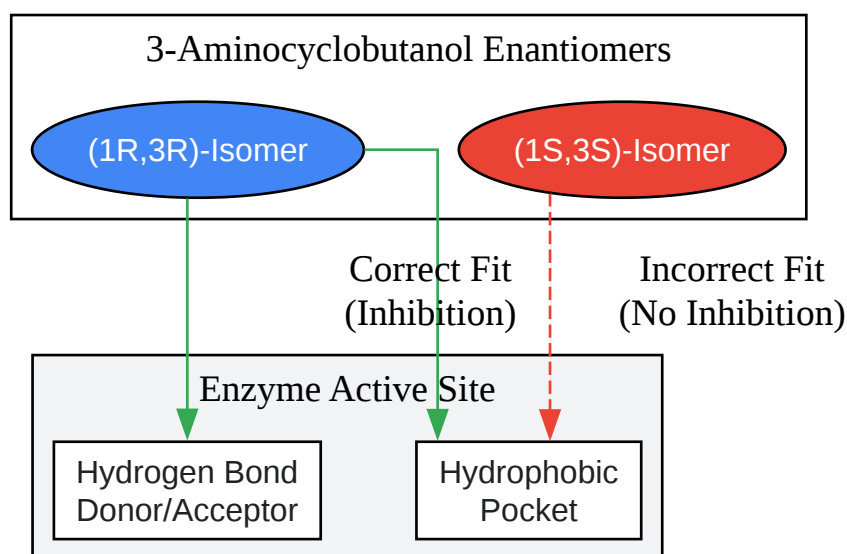 3-Aminocyclobutanol Enantiomers
(1R,3R)-Isomer
(1S,3S)-Isomer
Correct Fit
(Inhibition)
Incorrect Fit
(No Inhibition)
Enzyme Active Site
Hydrogen Bond
Donor/Acceptor
Hydrophobic
Pocket